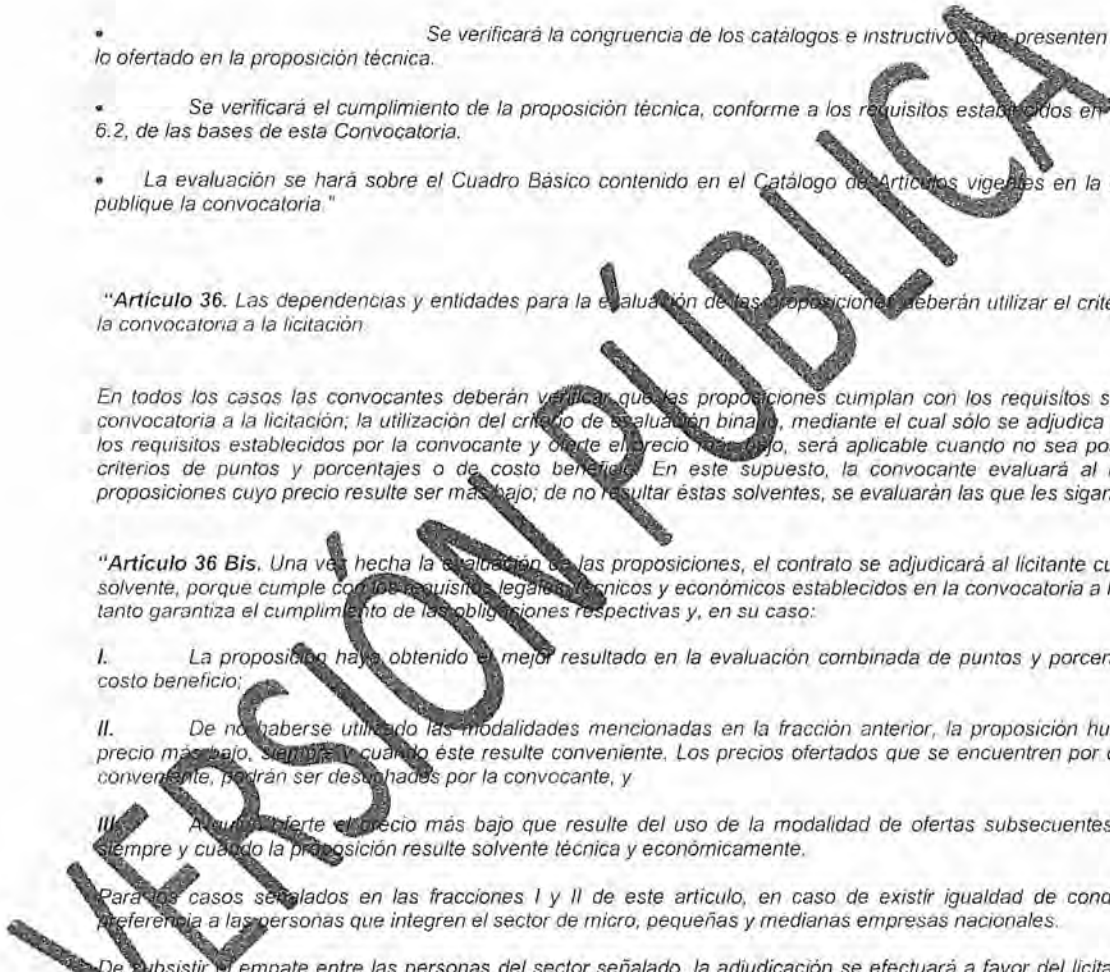 • Se verificará la congruencia de los catálogos e instructivos que presenten
lo ofertado en la proposición técnica.
• Se verificará el cumplimiento de la proposición técnica, conforme a los requisitos establecidos en
6.2, de las bases de esta Convocatoria.
• La evaluación se hará sobre el Cuadro Básico contenido en el Catálogo de Artículos vigentes en la
publique la convocatoria."
"Artículo 36. Las dependencias y entidades para la evaluación de las proposiciones deberán utilizar el crite
la convocatoria a la licitación
En todos los casos las convocantes deberán verificar que las proposiciones cumplan con los requisitos s
convocatoria a la licitación; la utilización del criterio de evaluación binario, mediante el cual sólo se adjudica
los requisitos establecidos por la convocante y oferte el precio más bajo, será aplicable cuando no sea po
criterios de puntos y porcentajes o de costo beneficio. En este supuesto, la convocante evaluará al
proposiciones cuyo precio resulte ser más bajo; de no resultar éstas solventes, se evaluarán las que les sigan
"Artículo 36 Bis. Una vez hecha la evaluación de las proposiciones, el contrato se adjudicará al licitante cu
solvente, porque cumple con los requisitos legales, técnicos y económicos establecidos en la convocatoria a
tanto garantiza el cumplimiento de las obligaciones respectivas y, en su caso:
I. La proposición haya obtenido el mejor resultado en la evaluación combinada de puntos y porcen
costo beneficio;
II. De no haberse utilizado las modalidades mencionadas en la fracción anterior, la proposición hu
precio más bajo, siempre y cuando éste resulte conveniente. Los precios ofertados que se encuentren por
conveniente, podrán ser desechados por la convocante, y
III. A quien oferte el precio más bajo que resulte del uso de la modalidad de ofertas subsecuentes
siempre y cuando la proposición resulte solvente técnica y económicamente.
Para los casos señalados en las fracciones I y II de este artículo, en caso de existir igualdad de cond
preferencia a las personas que integren el sector de micro, pequeñas y medianas empresas nacionales.
De subsistir el empate entre las personas del sector señalado, la adjudicación se efectuará a favor del licita
VERSIÓN PÚBLICA